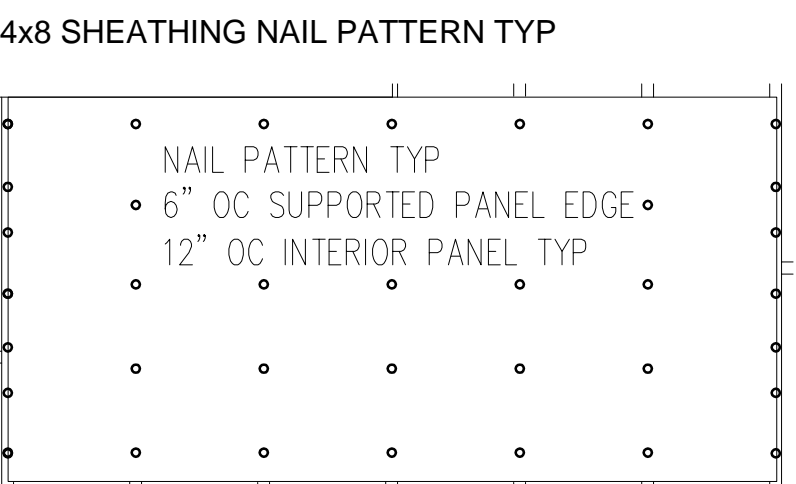 4x8 SHEATHING NAIL PATTERN TYP
NAIL PATTERN TYP
6” OC SUPPORTED PANEL EDGE
12” OC INTERIOR PANEL TYP